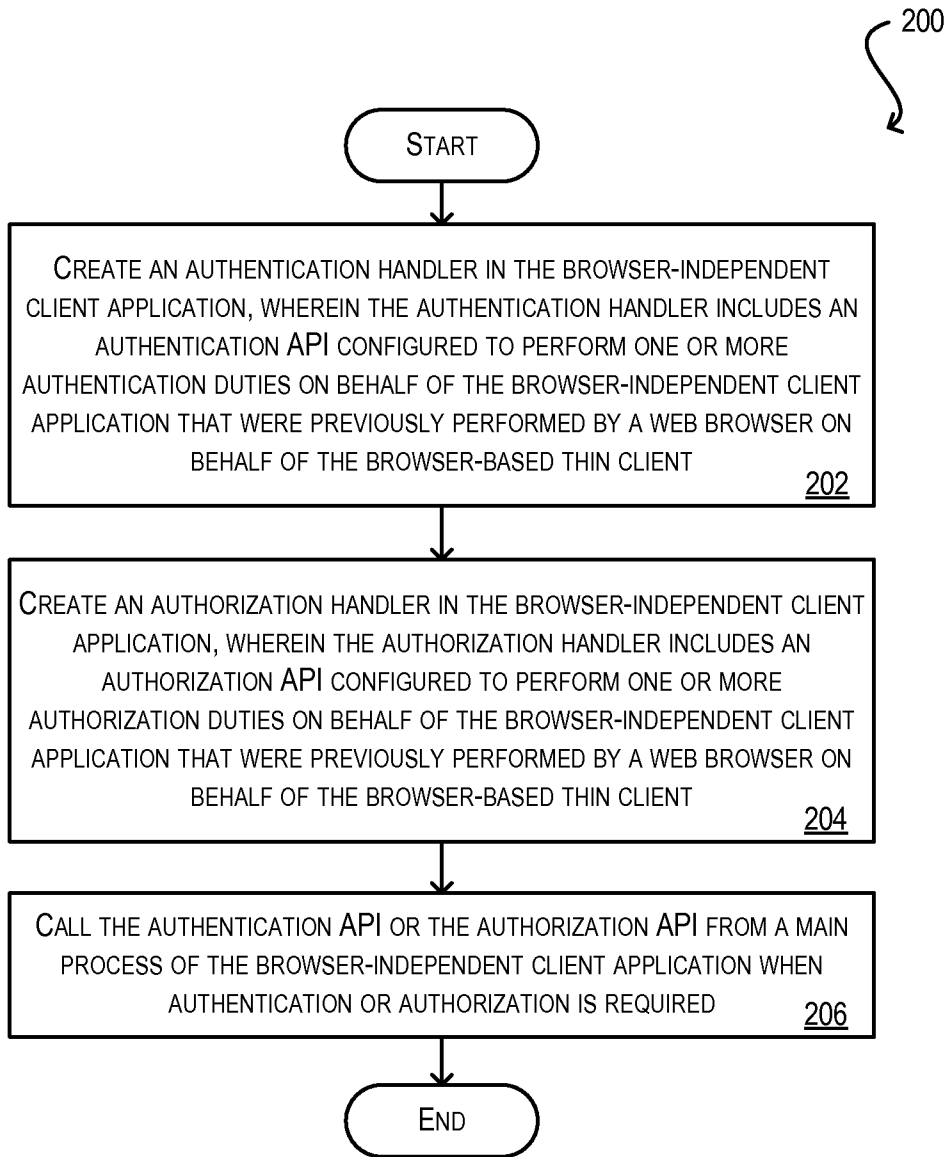 200
START
CREATE AN AUTHENTICATION HANDLER IN THE BROWSER-INDEPENDENT
CLIENT APPLICATION, WHEREIN THE AUTHENTICATION HANDLER INCLUDES AN
AUTHENTICATION API CONFIGURED TO PERFORM ONE OR MORE
AUTHENTICATION DUTIES ON BEHALF OF THE BROWSER-INDEPENDENT CLIENT
APPLICATION THAT WERE PREVIOUSLY PERFORMED BY A WEB BROWSER ON
BEHALF OF THE BROWSER-BASED THIN CLIENT
202
CREATE AN AUTHORIZATION HANDLER IN THE BROWSER-INDEPENDENT CLIENT
APPLICATION, WHEREIN THE AUTHORIZATION HANDLER INCLUDES AN
AUTHORIZATION API CONFIGURED TO PERFORM ONE OR MORE
AUTHORIZATION DUTIES ON BEHALF OF THE BROWSER-INDEPENDENT CLIENT
APPLICATION THAT WERE PREVIOUSLY PERFORMED BY A WEB BROWSER ON
BEHALF OF THE BROWSER-BASED THIN CLIENT
204
CALL THE AUTHENTICATION API OR THE AUTHORIZATION API FROM A MAIN
PROCESS OF THE BROWSER-INDEPENDENT CLIENT APPLICATION WHEN
AUTHENTICATION OR AUTHORIZATION IS REQUIRED
206
END